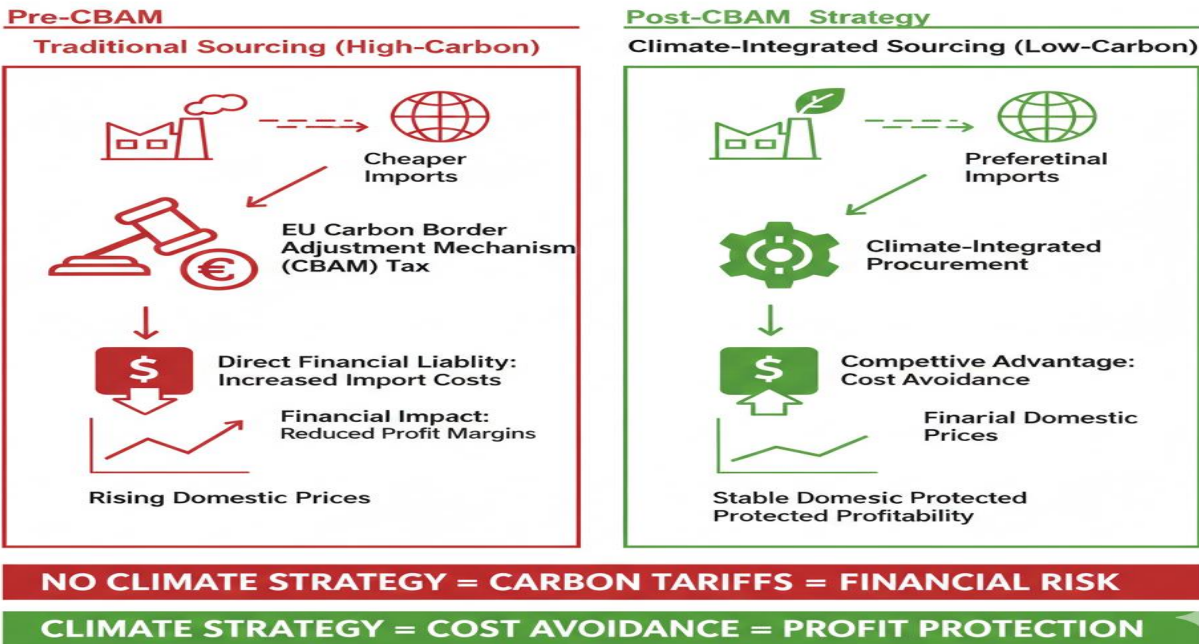 Pre-CBAM
Traditional Sourcing (High-Carbon)
Cheaper
Imports
EU Carbon Border
Adjustment Mechanism
(CBAM) Tax
€
$
Direct Financial Liablity:
Increased Import Costs
Financial Impact:
Reduced Profit Margins
Rising Domestic Prices
Post-CBAM Strategy
Climate-Integrated Sourcing (Low-Carbon)
Preferetinal
Imports
Climate-Integrated
Procurement
$
Compettive Advantage:
Cost Avoidance
Finarial Domestic
Prices
Stable Domesic Protected
Protected Profitability
NO CLIMATE STRATEGY = CARBON TARIFFS = FINANCIAL RISK
CLIMATE STRATEGY = COST AVOIDANCE = PROFIT PROTECTION